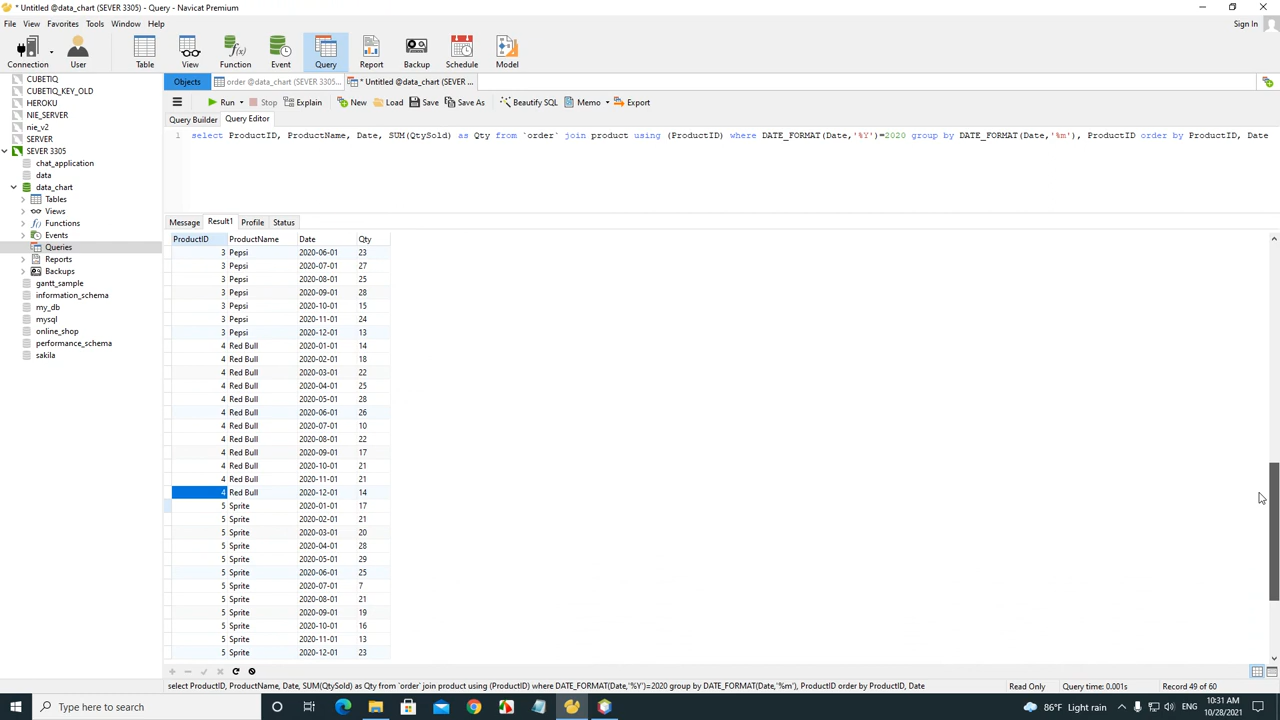 * Untitled @data_chart (SEVER 3305) - Query - Navicat Premium
File View Favorites Tools Window Help
Sign In
Connection User Table View Function Event Query Report Backup Schedule Model
Objects order @data_chart (SEVER 3305... * Untitled @data_chart (SEVER ...
Run Stop Explain New Load Save Save As Beautify SQL Memo Export
Query Builder Query Editor
1 select ProductID, ProductName, Date, SUM(QtySold) as Qty from `order` join product using (ProductID) where DATE_FORMAT(Date,'%Y')=2020 group by DATE_FORMAT(Date,'%m'), ProductID order by ProductID, Date
CUBETIQ
CUBETIQ_KEY_OLD
HEROKU
NIE_SERVER
nie_v2
SERVER
SEVER 3305
chat_application
data
data_chart
Tables
Views
Functions
Events
Queries
Reports
Backups
gantt_sample
information_schema
my_db
mysql
online_shop
performance_schema
sakila
Message Result1 Profile Status
ProductID ProductName Date Qty
3 Pepsi 2020-06-01 23
3 Pepsi 2020-07-01 27
3 Pepsi 2020-08-01 25
3 Pepsi 2020-09-01 28
3 Pepsi 2020-10-01 15
3 Pepsi 2020-11-01 24
3 Pepsi 2020-12-01 13
4 Red Bull 2020-01-01 14
4 Red Bull 2020-02-01 18
4 Red Bull 2020-03-01 22
4 Red Bull 2020-04-01 25
4 Red Bull 2020-05-01 28
4 Red Bull 2020-06-01 26
4 Red Bull 2020-07-01 10
4 Red Bull 2020-08-01 22
4 Red Bull 2020-09-01 17
4 Red Bull 2020-10-01 21
4 Red Bull 2020-11-01 21
4 Red Bull 2020-12-01 14
5 Sprite 2020-01-01 17
5 Sprite 2020-02-01 21
5 Sprite 2020-03-01 20
5 Sprite 2020-04-01 28
5 Sprite 2020-05-01 29
5 Sprite 2020-06-01 25
5 Sprite 2020-07-01 7
5 Sprite 2020-08-01 21
5 Sprite 2020-09-01 19
5 Sprite 2020-10-01 16
5 Sprite 2020-11-01 13
5 Sprite 2020-12-01 23
select ProductID, ProductName, Date, SUM(QtySold) as Qty from `order` join product using (ProductID) where DATE_FORMAT(Date,'%Y')=2020 group by DATE_FORMAT(Date,'%m'), ProductID order by ProductID, Date Read Only Query time: 0.001s Record 49 of 60
Type here to search 86°F Light rain ENG 10:31 AM
10/28/2021